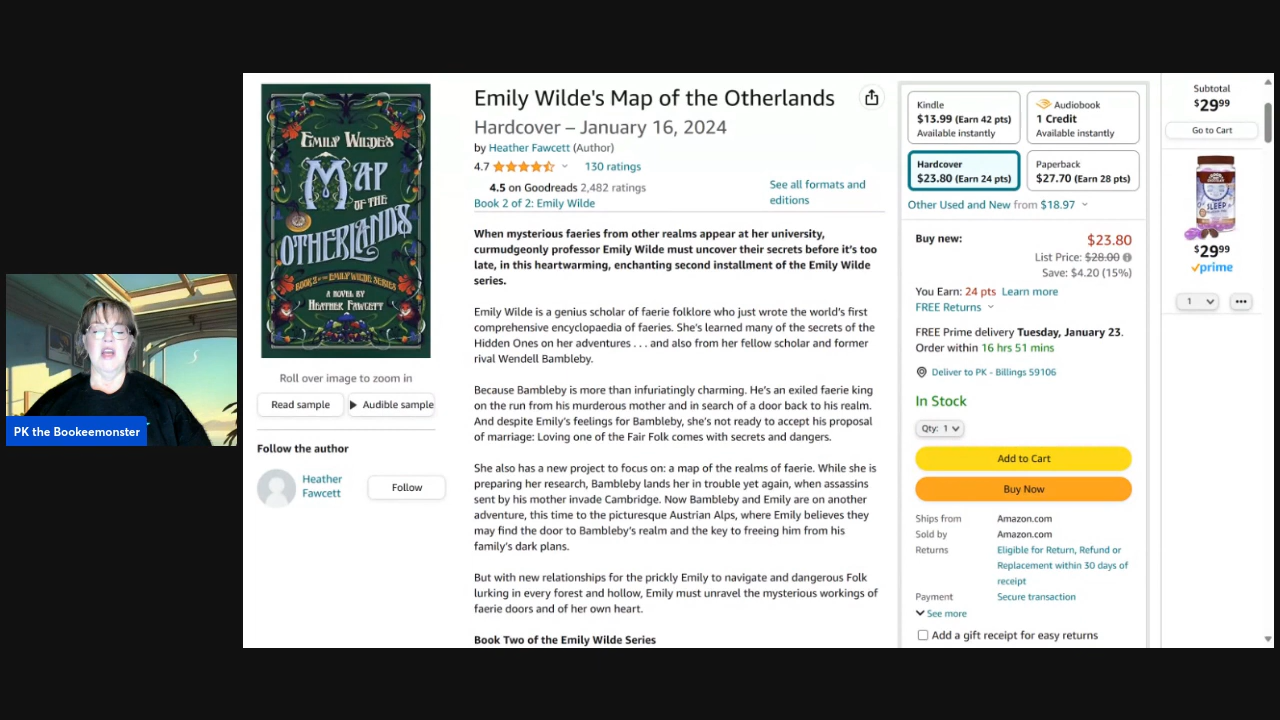 PK the Bookeemonster
EMILY WILDE'S
MAP
OF THE
OTHERLANDS
BOOK 2 OF THE EMILY WILDE SERIES
A NOVEL BY
HEATHER FAWCETT
Roll over image to zoom in
Read sample
Audible sample
Follow the author
Heather
Fawcett
Follow
Emily Wilde's Map of the Otherlands
Hardcover – January 16, 2024
by Heather Fawcett (Author)
4.7 130 ratings
4.5 on Goodreads 2,482 ratings
Book 2 of 2: Emily Wilde
See all formats and
editions
When mysterious faeries from other realms appear at her university,
curmudgeonly professor Emily Wilde must uncover their secrets before it's too
late, in this heartwarming, enchanting second installment of the Emily Wilde
series.
Emily Wilde is a genius scholar of faerie folklore who just wrote the world's first
comprehensive encyclopaedia of faeries. She's learned many of the secrets of the
Hidden Ones on her adventures . . . and also from her fellow scholar and former
rival Wendell Bambleby.
Because Bambleby is more than infuriatingly charming. He's an exiled faerie king
on the run from his murderous mother and in search of a door back to his realm.
And despite Emily's feelings for Bambleby, she's not ready to accept his proposal
of marriage: Loving one of the Fair Folk comes with secrets and dangers.
She also has a new project to focus on: a map of the realms of faerie. While she is
preparing her research, Bambleby lands her in trouble yet again, when assassins
sent by his mother invade Cambridge. Now Bambleby and Emily are on another
adventure, this time to the picturesque Austrian Alps, where Emily believes they
may find the door to Bambleby's realm and the key to freeing him from his
family's dark plans.
But with new relationships for the prickly Emily to navigate and dangerous Folk
lurking in every forest and hollow, Emily must unravel the mysterious workings of
faerie doors and of her own heart.
Book Two of the Emily Wilde Series
Kindle
$13.99 (Earn 42 pts)
Available instantly
Audiobook
1 Credit
Available instantly
Hardcover
$23.80 (Earn 24 pts)
Paperback
$27.70 (Earn 28 pts)
Other Used and New from $18.97
Buy new: $23.80
List Price: $28.00
Save: $4.20 (15%)
You Earn: 24 pts Learn more
FREE Returns
FREE Prime delivery Tuesday, January 23.
Order within 16 hrs 51 mins
Deliver to PK - Billings 59106
In Stock
Qty: 1
Add to Cart
Buy Now
Ships from Amazon.com
Sold by Amazon.com
Returns Eligible for Return, Refund or
Replacement within 30 days of
receipt
Payment Secure transaction
See more
Add a gift receipt for easy returns
Subtotal
$29.99
Go to Cart
SLEEP
$29.99
prime
1